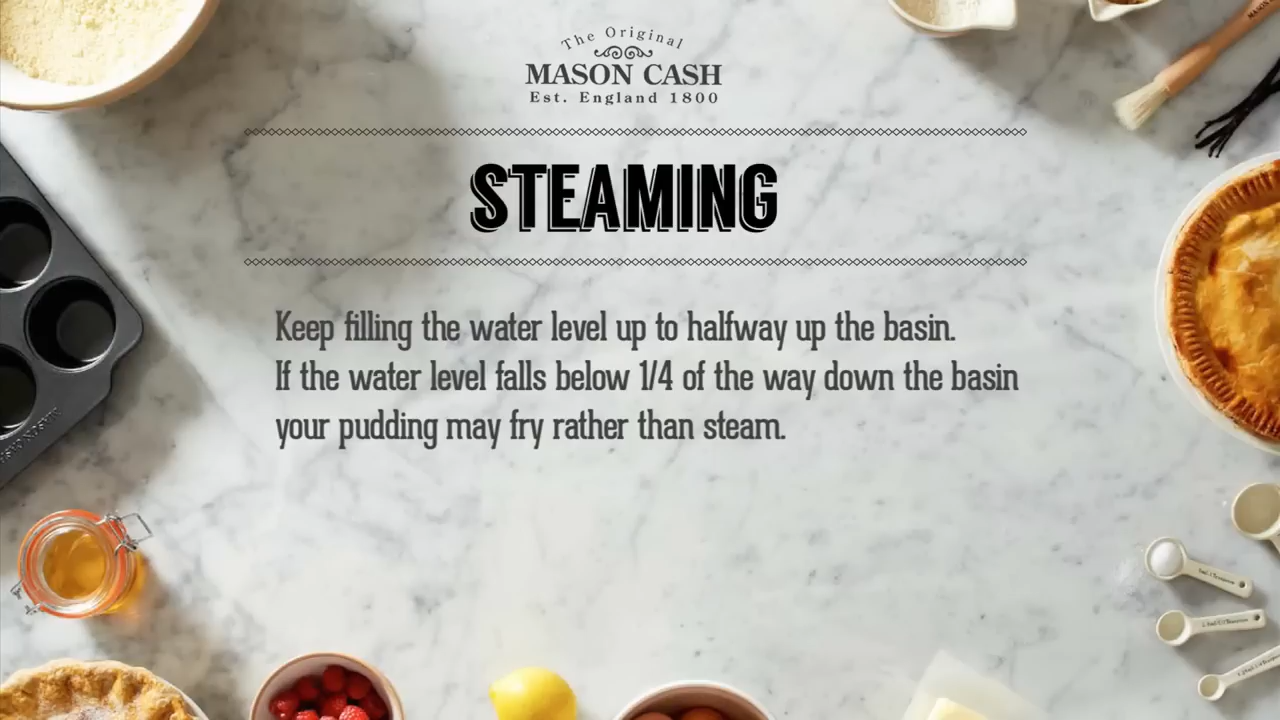 The Original
MASON CASH
Est. England 1800
STEAMING
Keep filling the water level up to halfway up the basin.
If the water level falls below 1/4 of the way down the basin
your pudding may fry rather than steam.